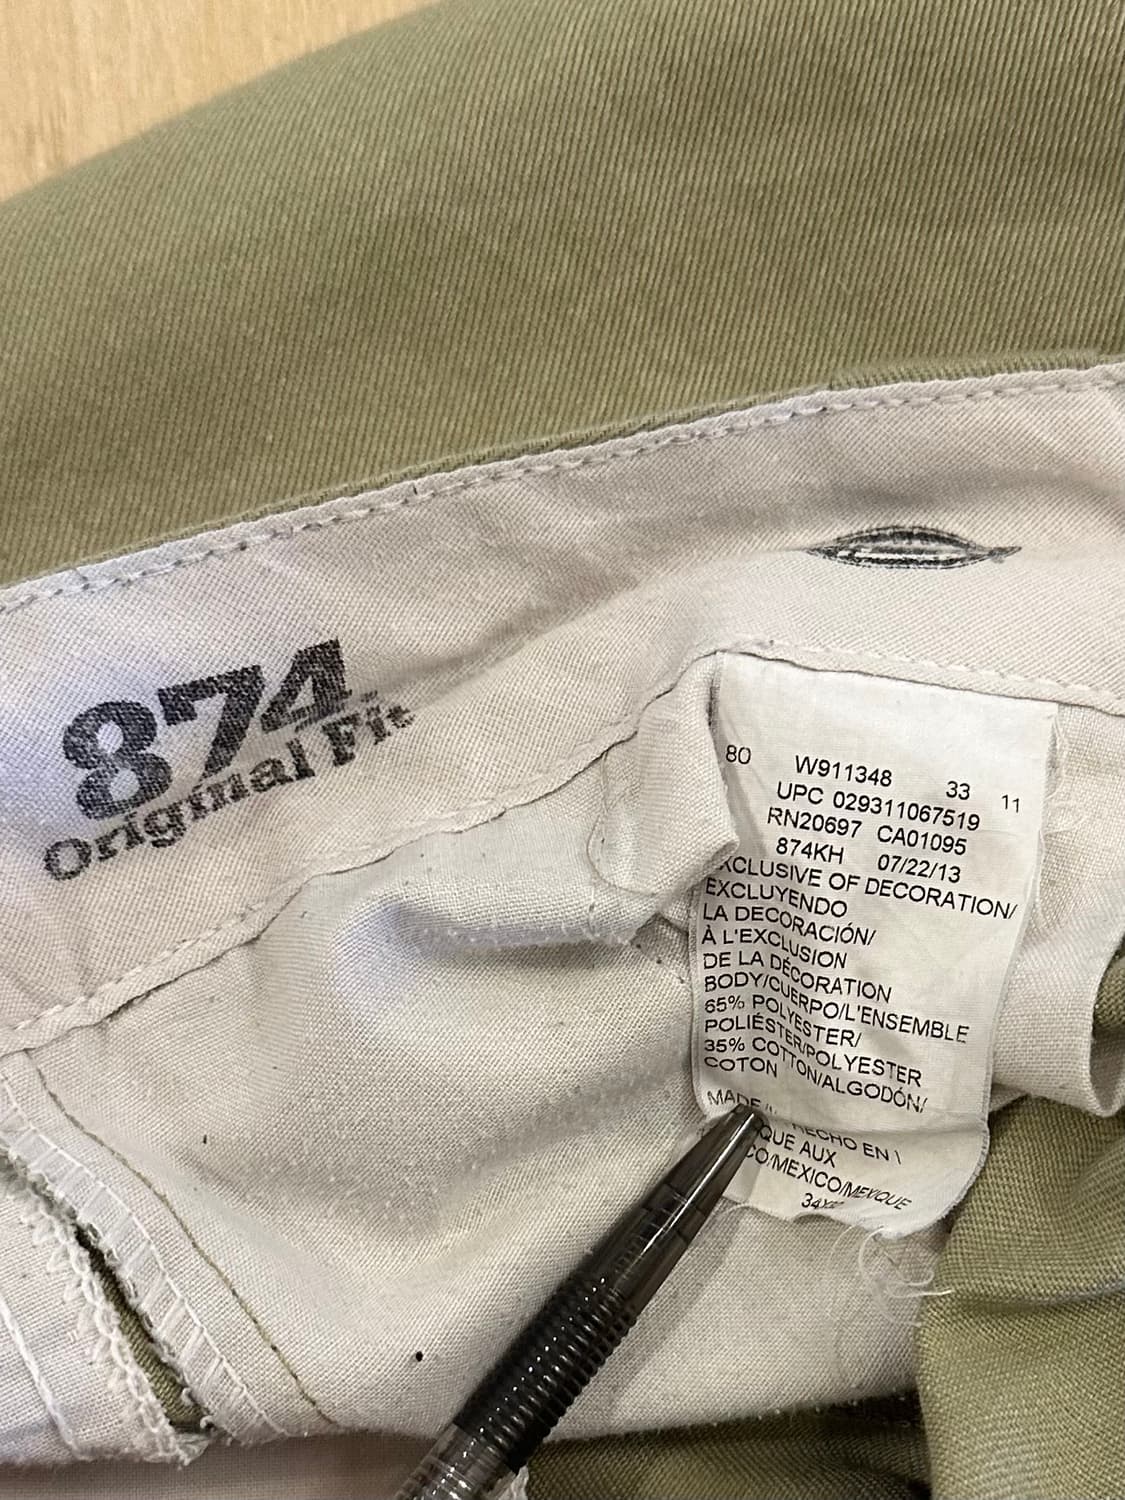 874
Original Fit
80 W911348 33 11
UPC 029311067519
RN20697 CA01095
874KH 07/22/13
XCLUSIVE OF DECORATION/
EXCLUYENDO
LA DECORACIÓN/
À L'EXCLUSION
DE LA DÉCORATION
BODY/CUERPO/L'ENSEMBLE
65% POLYESTER/
POLIÉSTER/POLYESTER
35% COTTON/ALGODÓN/
COTON
MADE HECHO EN
QUE AUX
CO/MEXICO/MEXIQUE